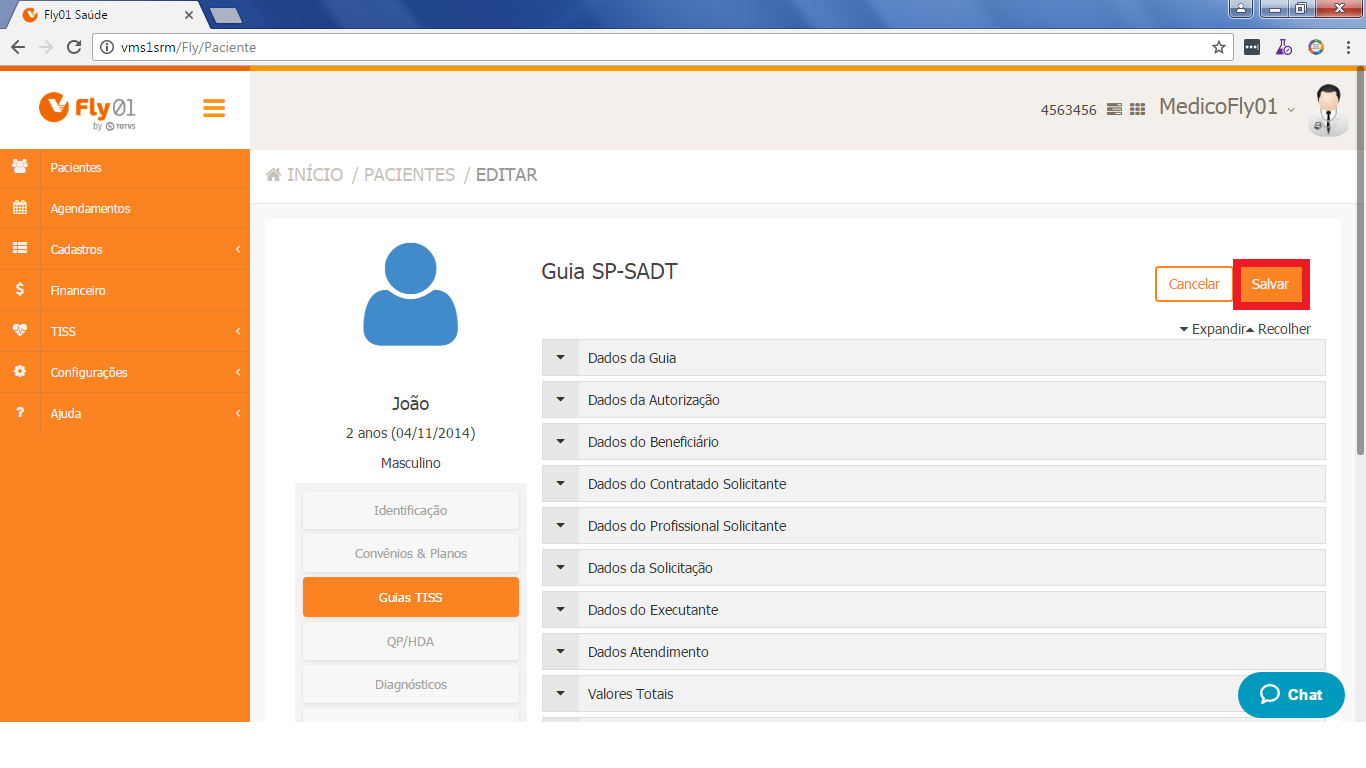 Fly01 Saúde
vms1srm/Fly/Paciente
Fly01
by TOTVS
4563456
MedicoFly01
Pacientes
Agendamentos
Cadastros
Financeiro
TISS
Configurações
Ajuda
INÍCIO / PACIENTES / EDITAR
João
2 anos (04/11/2014)
Masculino
Identificação
Convênios & Planos
Guias TISS
QP/HDA
Diagnósticos
Guia SP-SADT
Cancelar
Salvar
Expandir Recolher
Dados da Guia
Dados da Autorização
Dados do Beneficiário
Dados do Contratado Solicitante
Dados do Profissional Solicitante
Dados da Solicitação
Dados do Executante
Dados Atendimento
Valores Totais
Chat